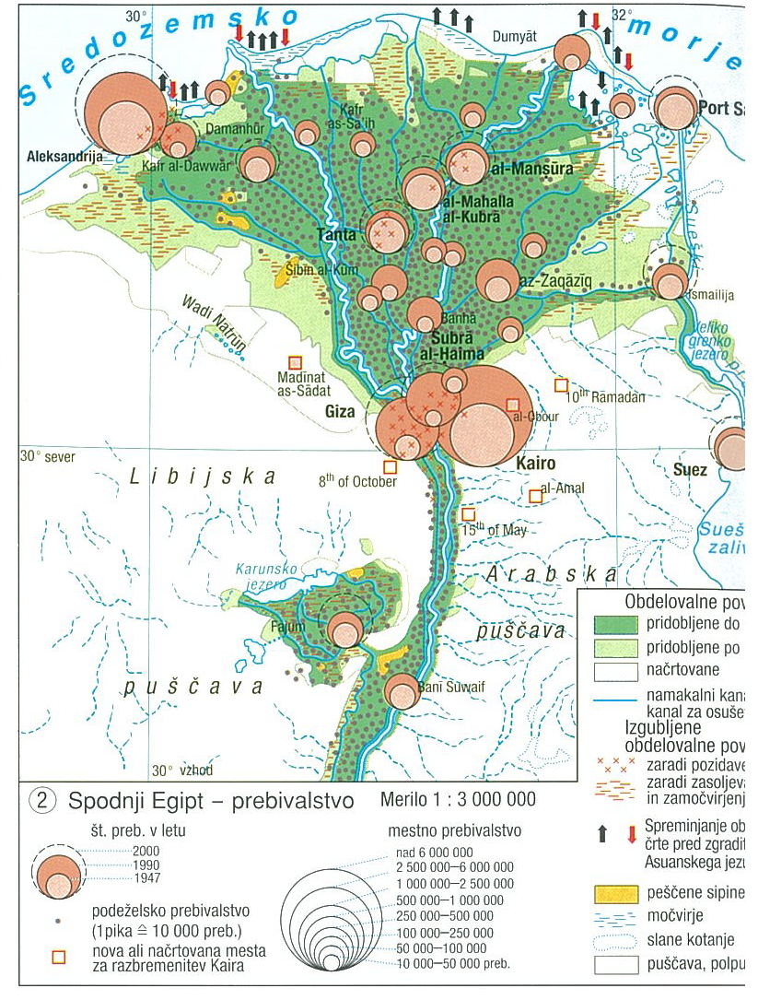 30°
32°
Sredozemsko morje
Dumyāt
Port Sa
Aleksandrija
Damanhūr
Kafr
as-Sa'ih
Kafr al-Dawwār
al-Mansūra
al-Mahalla
al-Kubrā
Tanta
Sueški
Šibīn al-Kūm
az-Zaqāzīq
Ismailija
Wadi Natrun
Banhā
Šubrā
al-Haima
Veliko
grenko
jezero
Madīnat
as-Sādat
Giza
10th Ramadan
al-Obour
30° sever
Kairo
Suez
Libijska
8th of October
al-Amal
15th of May
Sueš
zaliv
Karunsko
jezero
Arabska
Fajum
puščava
puščava
Banī Suwaif
30° vzhod
Obdelovalne pov
pridobljene do
pridobljene po
načrtovane
namakalni kana
kanal za osuše
Izgubljene
obdelovalne pov
zaradi pozidave
zaradi zasoljeva
in zamočvirjenj
Spreminjanje ob
črte pred zgradit
Asuanskega jezu
peščene sipine
močvirje
slane kotanje
puščava, polpu
2 Spodnji Egipt – prebivalstvo Merilo 1 : 3 000 000
št. preb. v letu
2000
1990
1947
podeželsko prebivalstvo
(1pika ≙ 10 000 preb.)
nova ali načrtovana mesta
za razbremenitev Kaira
mestno prebivalstvo
nad 6 000 000
2 500 000–6 000 000
1 000 000–2 500 000
500 000–1 000 000
250 000–500 000
100 000–250 000
50 000–100 000
10 000–50 000 preb.